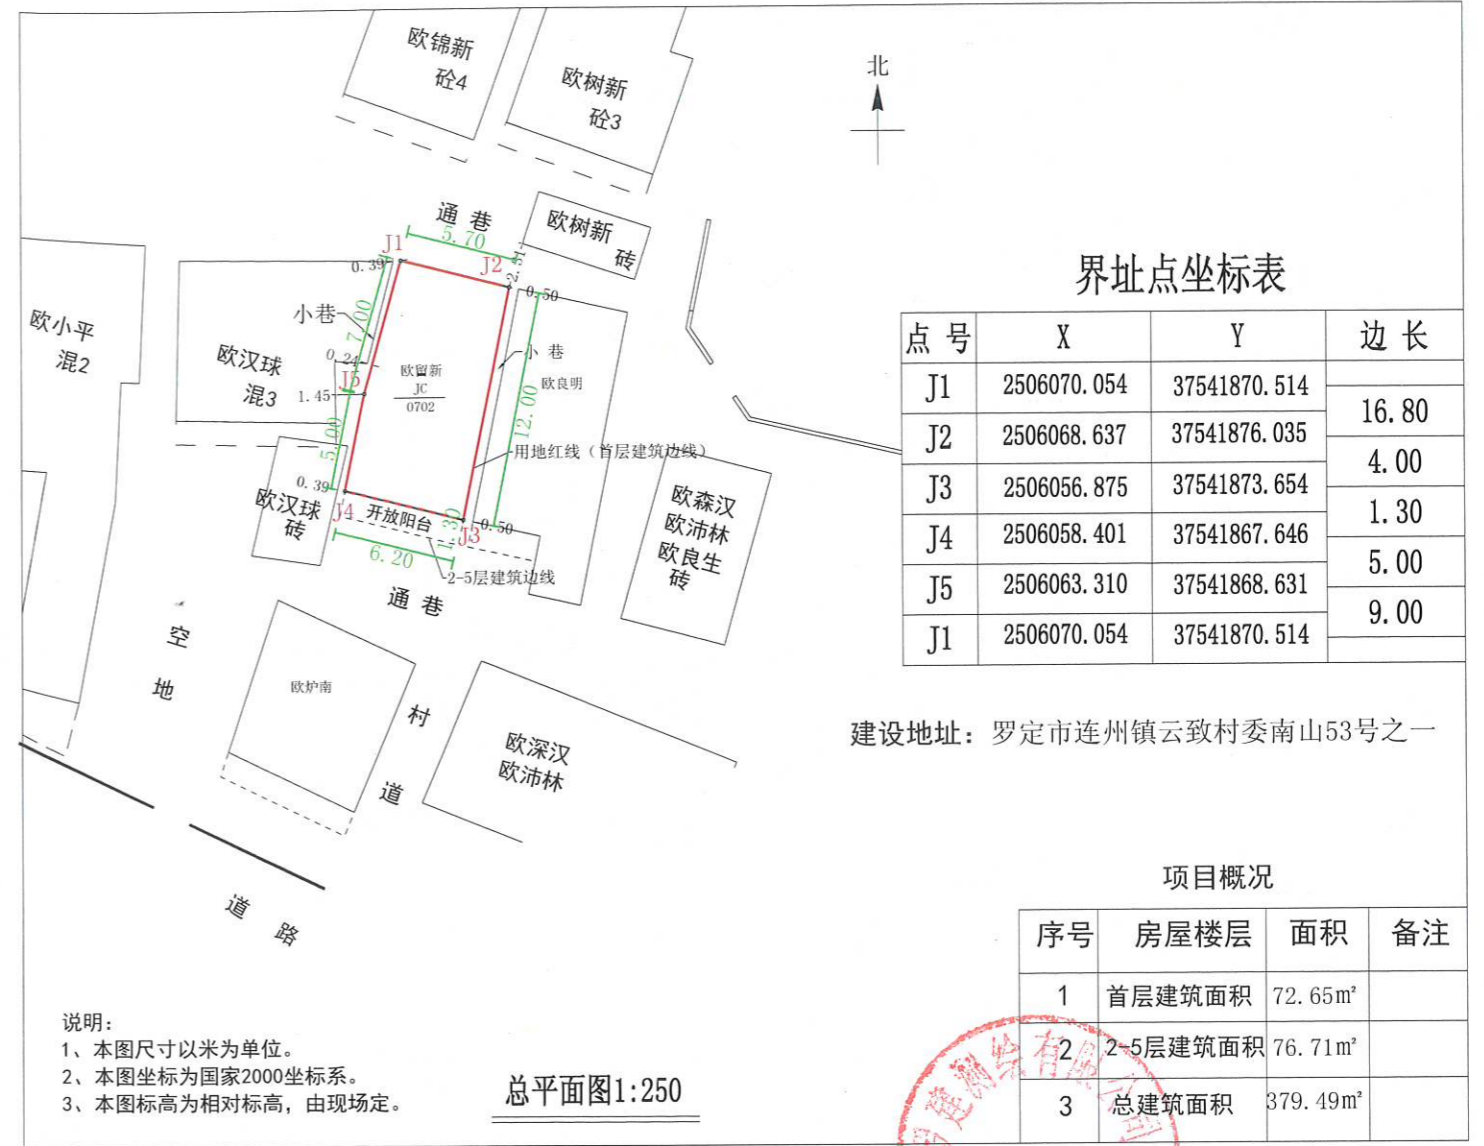 欧锦新
砼4
欧树新
砼3
北
通 巷
5.70
欧树新
砖
J1
J2
2.51
0.39
0.50
小巷
7.00
欧小平
混2
欧汉球
混3
0.24
J5
1.45
欧留新
JC
0702
小 巷
欧良明
12.00
5.00
用地红线（首层建筑边线）
0.39
欧汉球
砖
J4
开放阳台
1.30
J3
0.50
6.20
2-5层建筑边线
通 巷
欧森汉
欧沛林
欧良生
砖
空
地
欧炉南
村
道
欧深汉
欧沛林
道 路
界址点坐标表
点 号 X Y 边 长
J1 2506070.054 37541870.514
16.80
J2 2506068.637 37541876.035
4.00
J3 2506056.875 37541873.654
1.30
J4 2506058.401 37541867.646
5.00
J5 2506063.310 37541868.631
9.00
J1 2506070.054 37541870.514
建设地址：罗定市连州镇云致村委南山53号之一
项目概况
序号 房屋楼层 面积 备注
1 首层建筑面积 72.65m²
2 2-5层建筑面积 76.71m²
3 总建筑面积 379.49m²
建测绘有限公司
说明：
1、本图尺寸以米为单位。
2、本图坐标为国家2000坐标系。
3、本图标高为相对标高，由现场定。
总平面图1:250